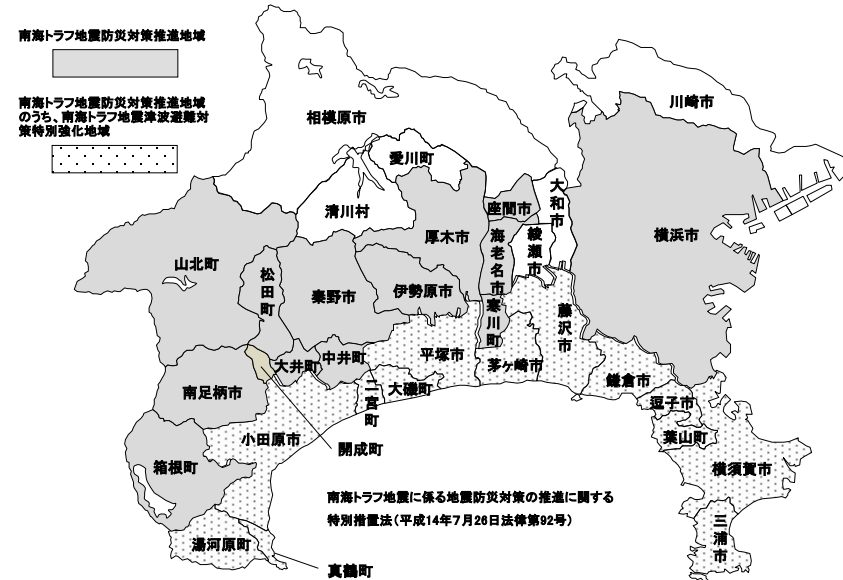 南海トラフ地震防災対策推進地域
南海トラフ地震防災対策推進地域
のうち、南海トラフ地震津波避難対
策特別強化地域
川崎市
相模原市
愛川町
清川村
大和市
座間市
厚木市
海老名市
綾瀬市
横浜市
山北町
松田町
秦野市
伊勢原市
寒川町
藤沢市
平塚市
茅ヶ崎市
大井町
中井町
南足柄市
二宮町
大磯町
鎌倉市
逗子市
葉山町
小田原市
開成町
箱根町
横須賀市
南海トラフ地震に係る地震防災対策の推進に関する
特別措置法(平成14年7月26日法律第92号)
三浦市
湯河原町
真鶴町